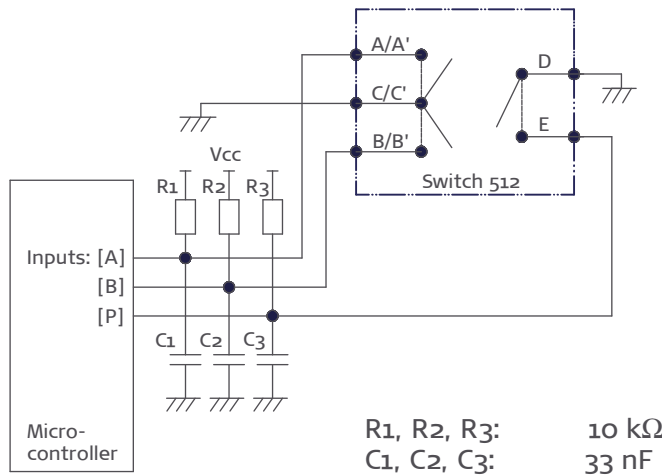 A/A'
D
C/C'
E
B/B'
Switch 512
Vcc
R1 R2 R3
Inputs: [A]
[B]
[P]
C1 C2 C3
Micro-
controller
R1, R2, R3: 10 kΩ
C1, C2, C3: 33 nF